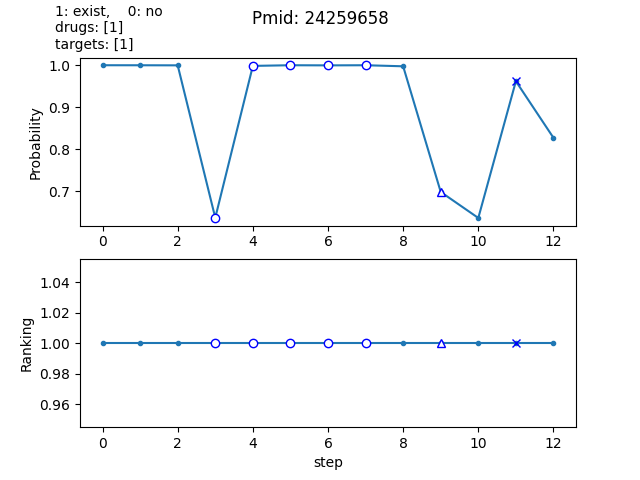 1: exist,    0: no
drugs: [1]
targets: [1]
Pmid: 24259658
1.0
0.9
0.8
0.7
Probability
0 2 4 6 8 10 12
1.04
1.02
1.00
0.98
0.96
Ranking
0 2 4 6 8 10 12
step